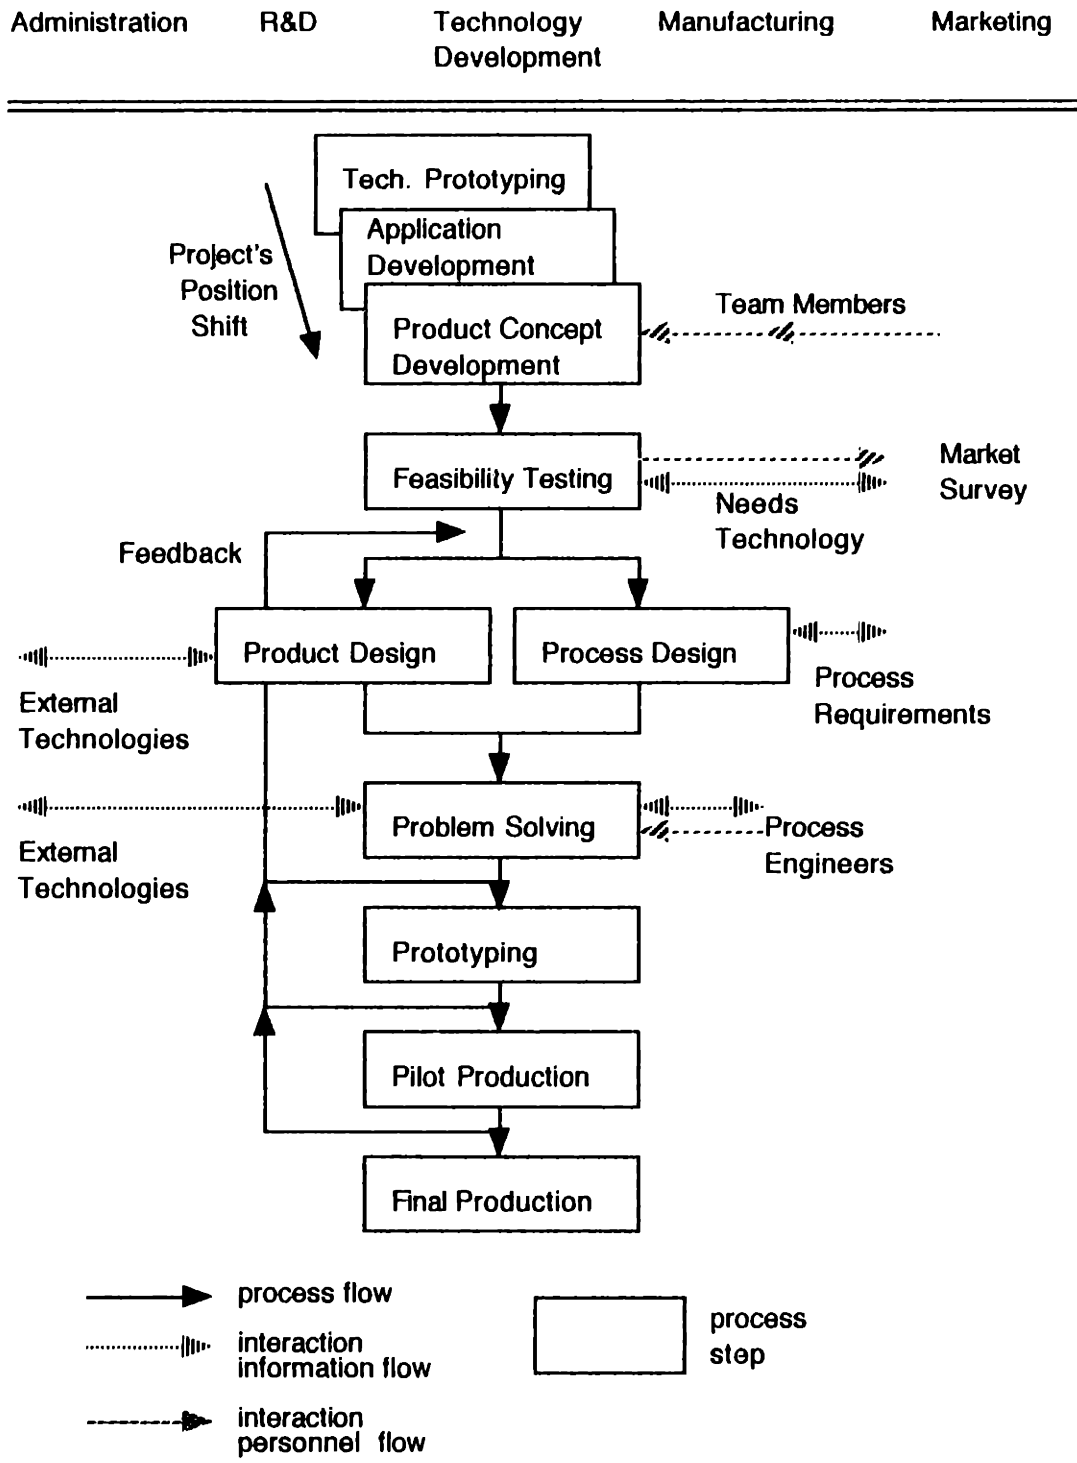 Administration R&D Technology Manufacturing Marketing
Development
Tech. Prototyping
Application
Development
Project's
Position
Shift
Team Members
Product Concept
Development
Feasibility Testing
Market
Survey
Needs
Technology
Feedback
Product Design
Process Design
External
Technologies
Process
Requirements
Problem Solving
Process
Engineers
External
Technologies
Prototyping
Pilot Production
Final Production
process flow
interaction
information flow
interaction
personnel flow
process
step